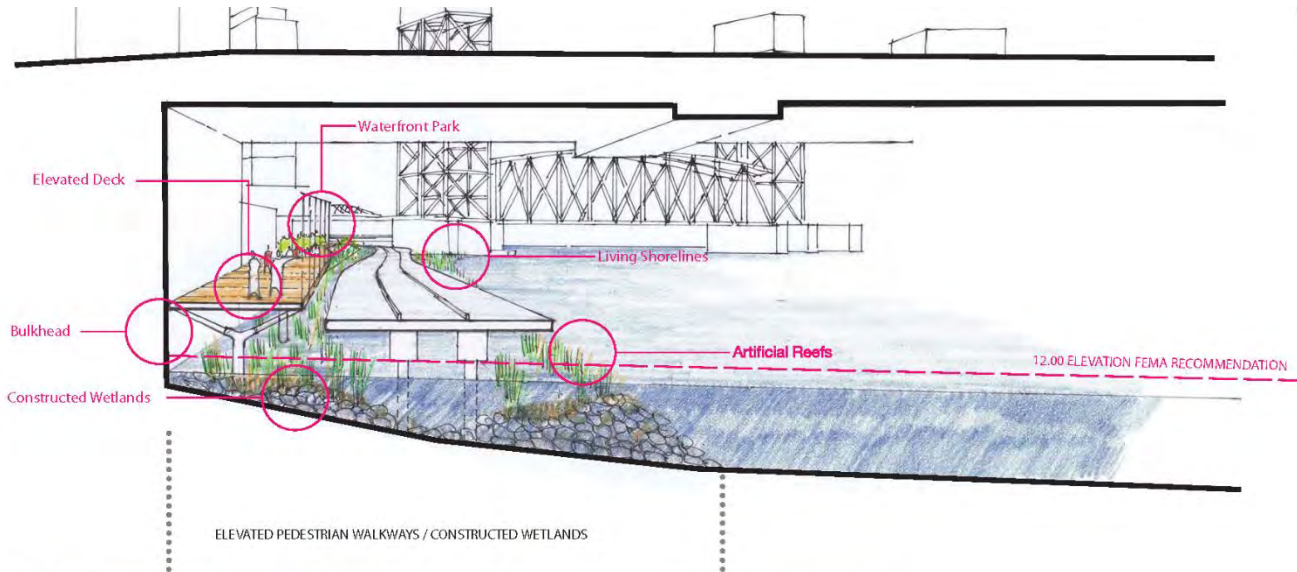 Waterfront Park
Elevated Deck
Living Shorelines
Bulkhead
Artificial Reefs
12.00 ELEVATION FEMA RECOMMENDATION
Constructed Wetlands
ELEVATED PEDESTRIAN WALKWAYS / CONSTRUCTED WETLANDS